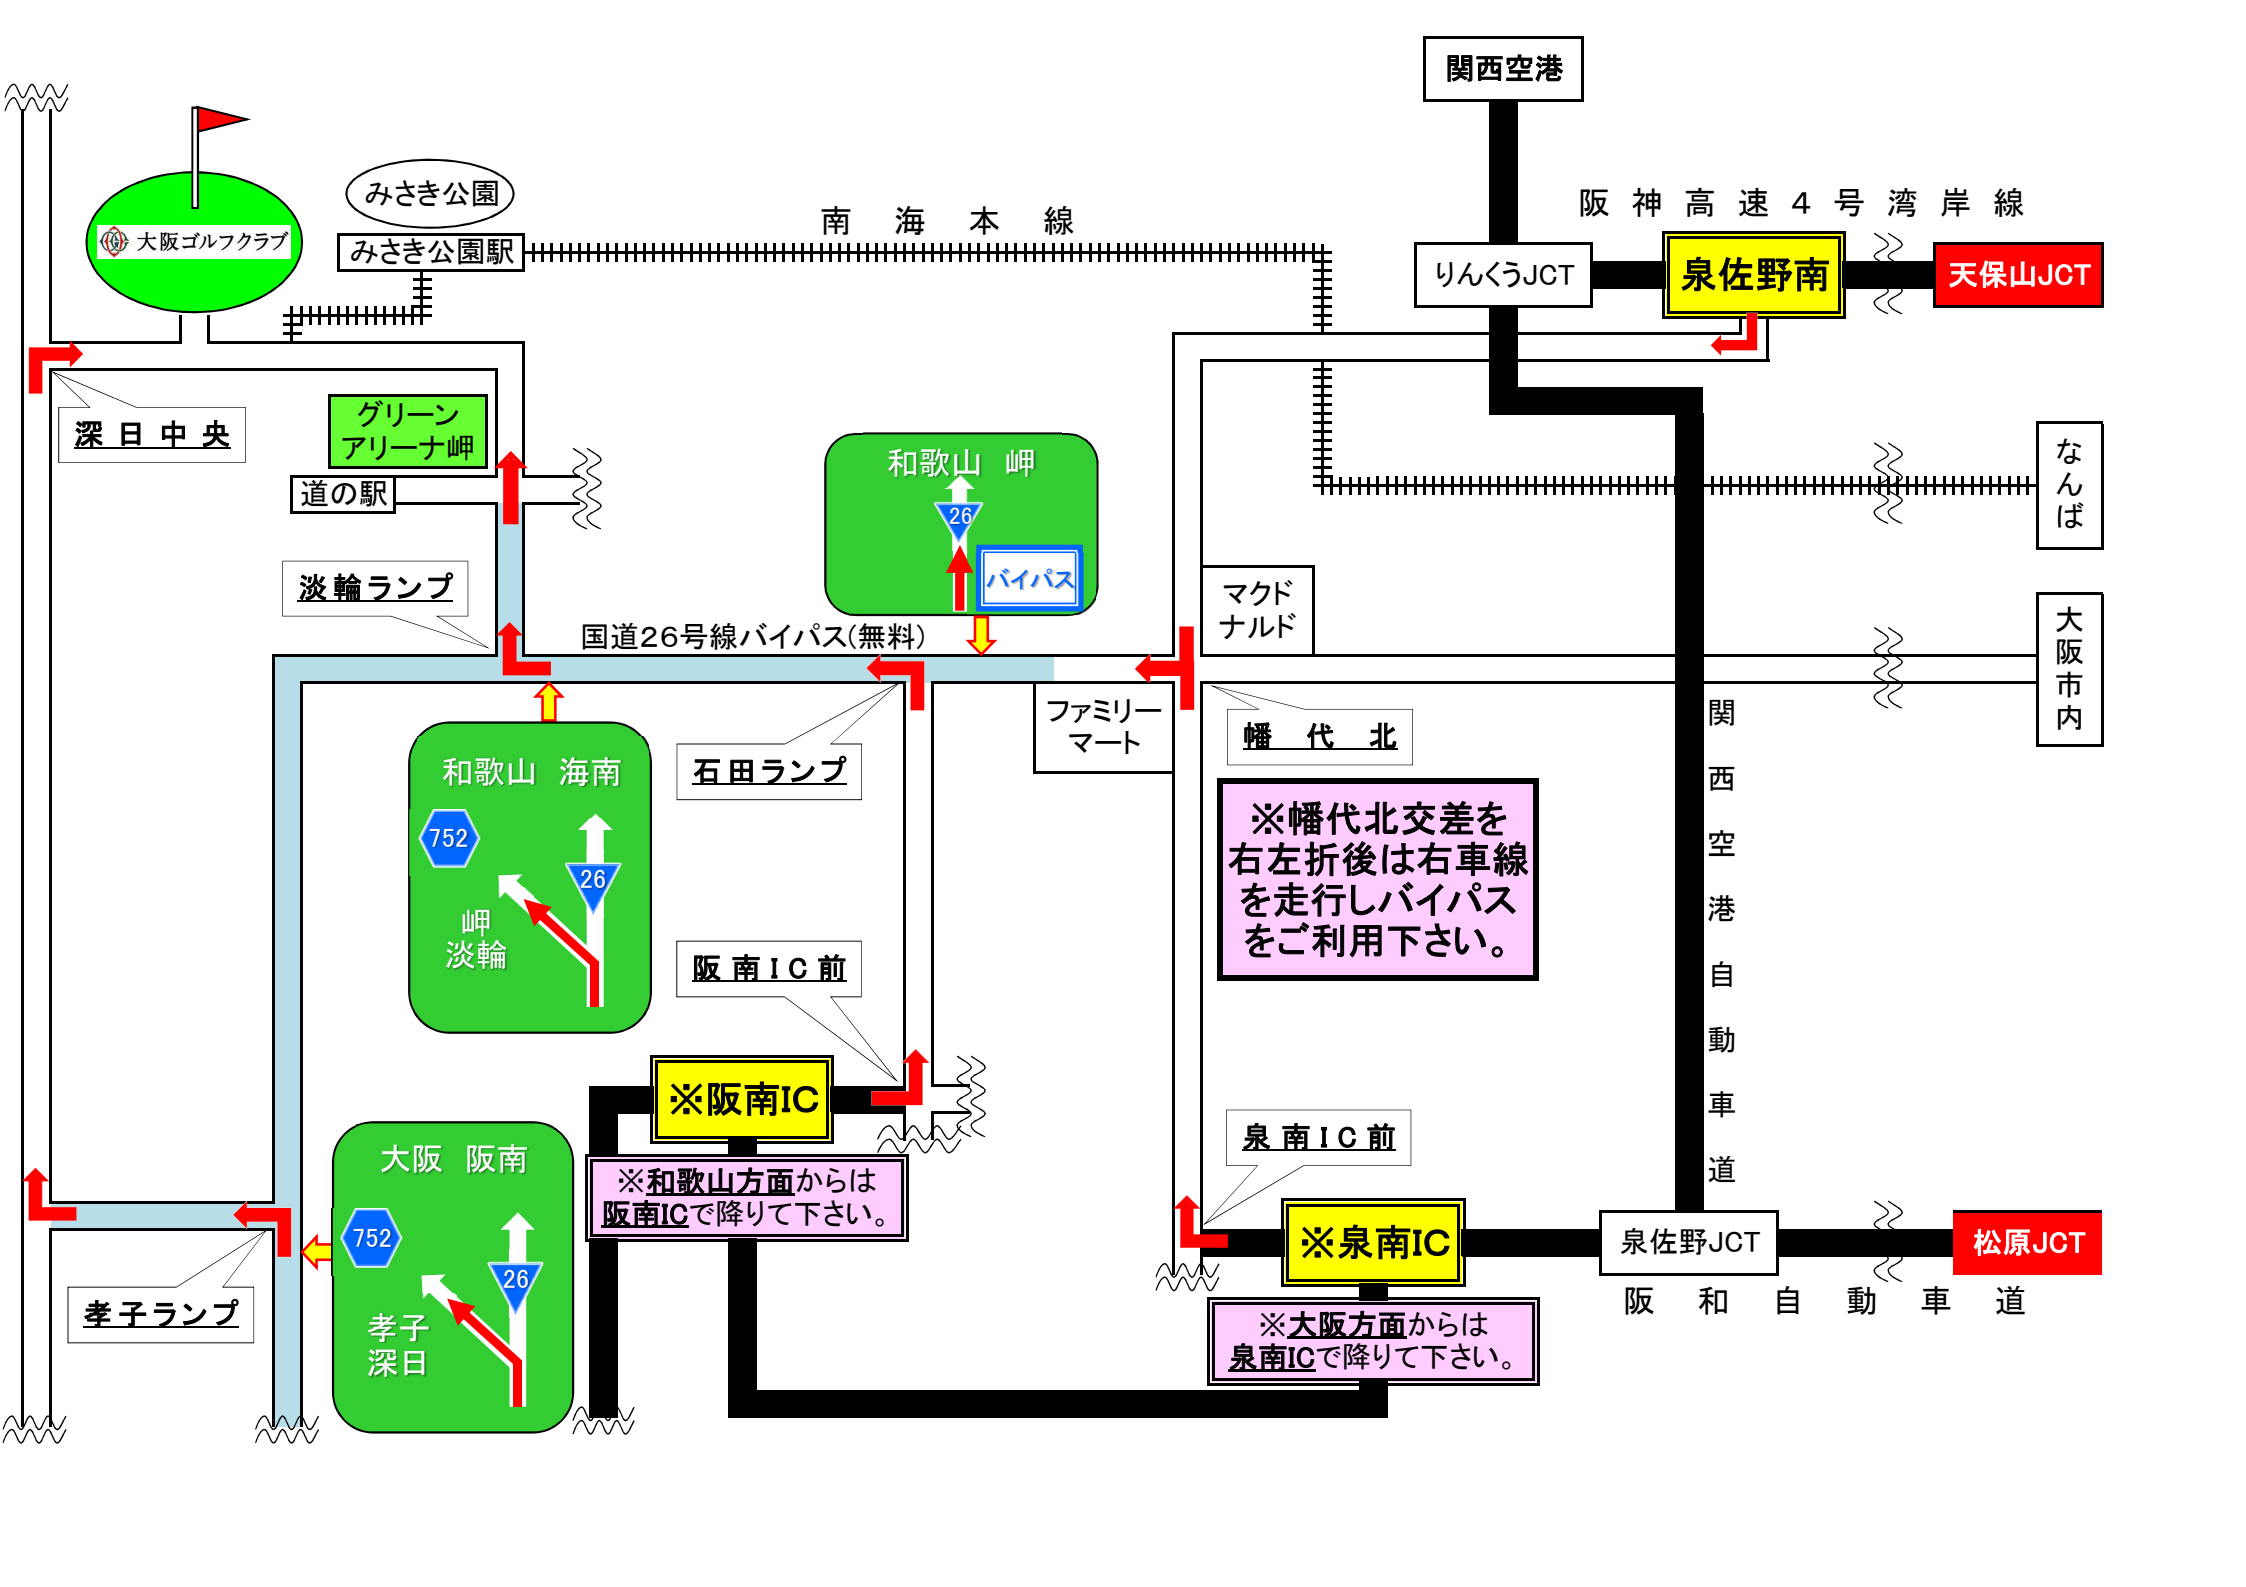 関西空港
阪神高速4号湾岸線
みさき公園
みさき公園駅
南海本線
大阪ゴルフクラブ
りんくうJCT
泉佐野南
天保山JCT
深日中央
グリーン
アリーナ岬
道の駅
和歌山 岬
26
バイパス
なんば
淡輪ランプ
国道26号線バイパス(無料)
マクド
ナルド
大阪市内
ファミリー
マート
幡代北
石田ランプ
和歌山 海南
752
26
岬
淡輪
※幡代北交差を
右左折後は右車線
を走行しバイパス
をご利用下さい。
関西空港自動車道
阪南IC前
※阪南IC
※和歌山方面からは
阪南ICで降りて下さい。
泉南IC前
※泉南IC
泉佐野JCT
松原JCT
阪和自動車道
※大阪方面からは
泉南ICで降りて下さい。
大阪 阪南
752
26
孝子
深日
孝子ランプ